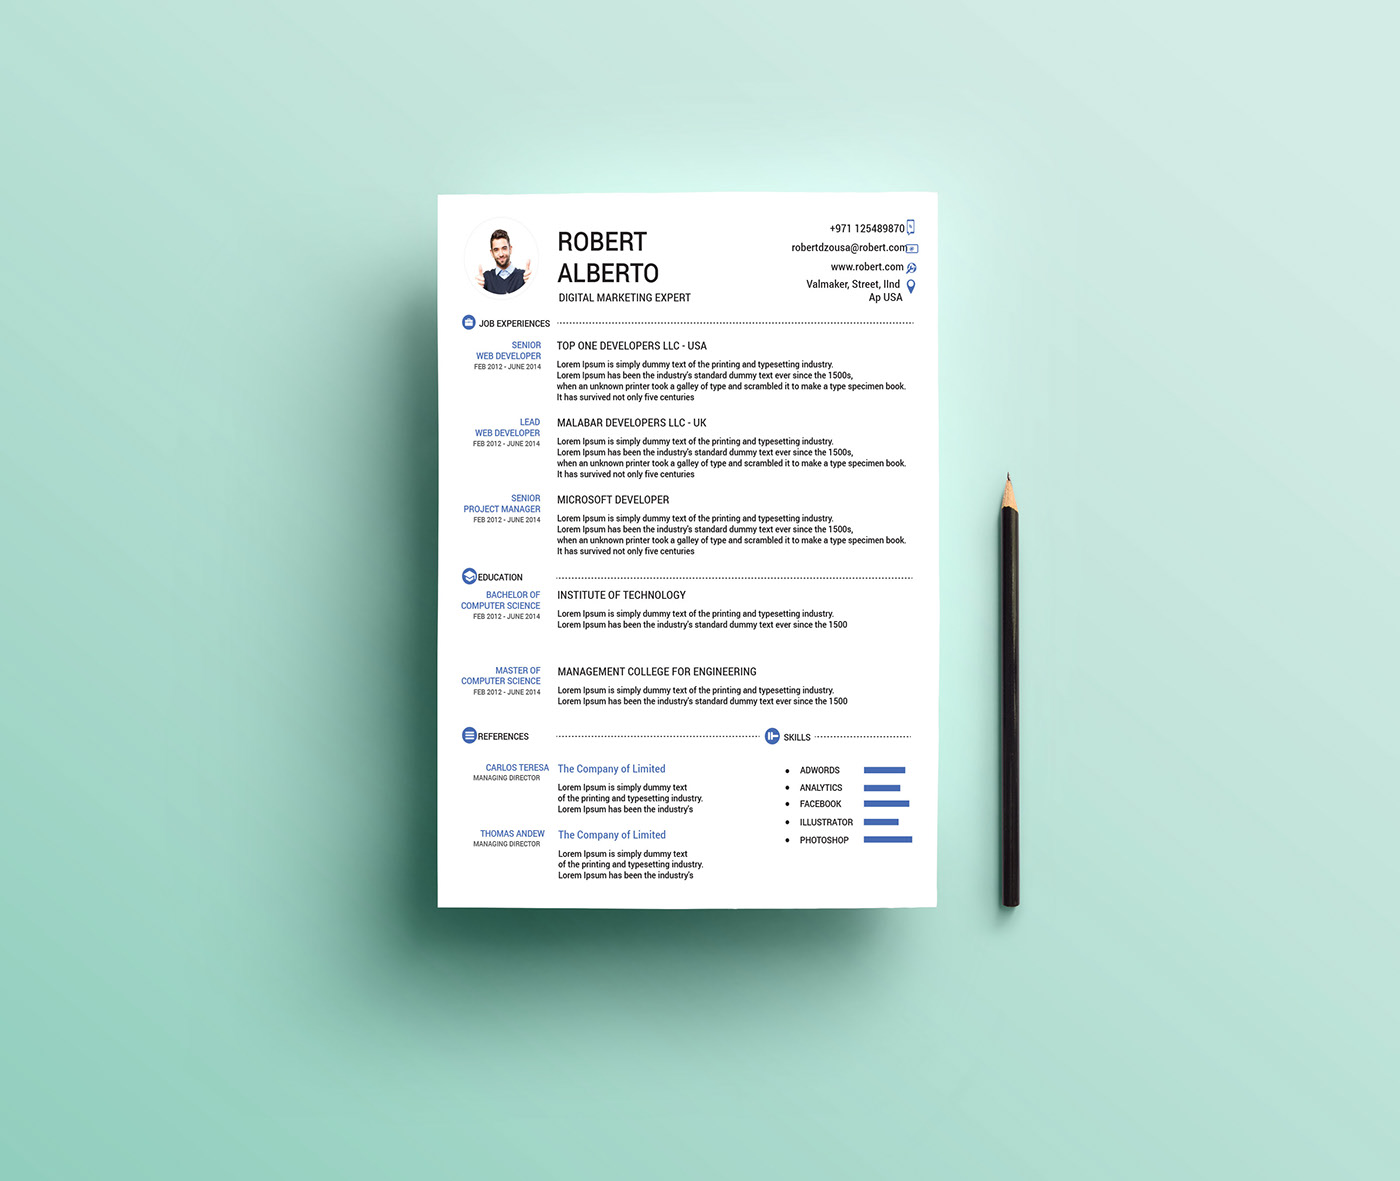 ROBERT
ALBERTO
DIGITAL MARKETING EXPERT
+971 125489870
robertdzousa@robert.com
www.robert.com
Valmaker, Street, IInd
Ap USA
JOB EXPERIENCES
SENIOR
WEB DEVELOPER
FEB 2012 - JUNE 2014
TOP ONE DEVELOPERS LLC - USA
Lorem Ipsum is simply dummy text of the printing and typesetting industry.
Lorem Ipsum has been the industry's standard dummy text ever since the 1500s,
when an unknown printer took a galley of type and scrambled it to make a type specimen book.
It has survived not only five centuries
LEAD
WEB DEVELOPER
FEB 2012 - JUNE 2014
MALABAR DEVELOPERS LLC - UK
Lorem Ipsum is simply dummy text of the printing and typesetting industry.
Lorem Ipsum has been the industry's standard dummy text ever since the 1500s,
when an unknown printer took a galley of type and scrambled it to make a type specimen book.
It has survived not only five centuries
SENIOR
PROJECT MANAGER
FEB 2012 - JUNE 2014
MICROSOFT DEVELOPER
Lorem Ipsum is simply dummy text of the printing and typesetting industry.
Lorem Ipsum has been the industry's standard dummy text ever since the 1500s,
when an unknown printer took a galley of type and scrambled it to make a type specimen book.
It has survived not only five centuries
EDUCATION
BACHELOR OF
COMPUTER SCIENCE
FEB 2012 - JUNE 2014
INSTITUTE OF TECHNOLOGY
Lorem Ipsum is simply dummy text of the printing and typesetting industry.
Lorem Ipsum has been the industry's standard dummy text ever since the 1500
MASTER OF
COMPUTER SCIENCE
FEB 2012 - JUNE 2014
MANAGEMENT COLLEGE FOR ENGINEERING
Lorem Ipsum is simply dummy text of the printing and typesetting industry.
Lorem Ipsum has been the industry's standard dummy text ever since the 1500
REFERENCES
CARLOS TERESA
MANAGING DIRECTOR
The Company of Limited
Lorem Ipsum is simply dummy text
of the printing and typesetting industry.
Lorem Ipsum has been the industry's
THOMAS ANDEW
MANAGING DIRECTOR
The Company of Limited
Lorem Ipsum is simply dummy text
of the printing and typesetting industry.
Lorem Ipsum has been the industry's
SKILLS
ADWORDS
ANALYTICS
FACEBOOK
ILLUSTRATOR
PHOTOSHOP